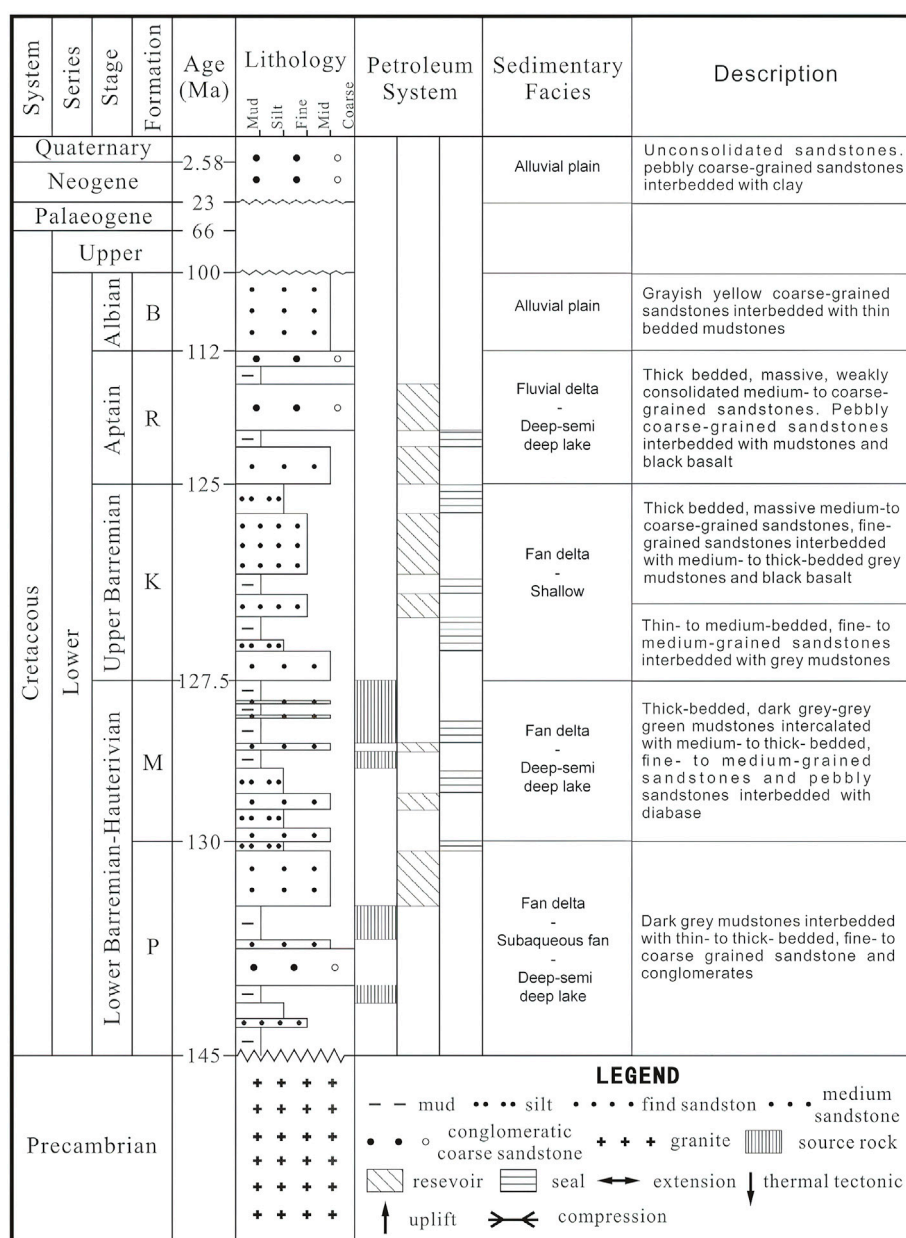 System
Series
Stage
Formation
Age
(Ma)
Lithology
Mud
Silt
Fine
Mid
Coarse
Petroleum
System
Sedimentary
Facies
Description
Quaternary
2.58
Neogene
23
Palaeogene
66
Upper
100
Alluvial plain
Unconsolidated sandstones.
pebbly coarse-grained sandstones
interbedded with clay
Cretaceous
Lower
Albian
B
112
Alluvial plain
Grayish yellow coarse-grained
sandstones interbedded with thin
bedded mudstones
Aptain
R
125
Fluvial delta
-
Deep-semi
deep lake
Thick bedded, massive, weakly
consolidated medium- to coarse-
grained sandstones. Pebbly
coarse-grained sandstones
interbedded with mudstones and
black basalt
Upper Barremian
K
127.5
Fan delta
-
Shallow
Thick bedded, massive medium-to
coarse-grained sandstones, fine-
grained sandstones interbedded
with medium- to thick-bedded grey
mudstones and black basalt
Thin- to medium-bedded, fine- to
medium-grained sandstones
interbedded with grey mudstones
Lower Barremian-Hauterivian
M
130
Fan delta
-
Deep-semi
deep lake
Thick-bedded, dark grey-grey
green mudstones intercalated
with medium- to thick- bedded,
fine- to medium-grained
sandstones and pebbly
sandstones interbedded with
diabase
P
145
Fan delta
-
Subaqueous fan
-
Deep-semi
deep lake
Dark grey mudstones interbedded
with thin- to thick- bedded, fine- to
coarse grained sandstone and
conglomerates
Precambrian
LEGEND
mud
silt
find sandston
medium
sandstone
conglomeratic
coarse sandstone
granite
source rock
resevoir
seal
extension
thermal tectonic
uplift
compression